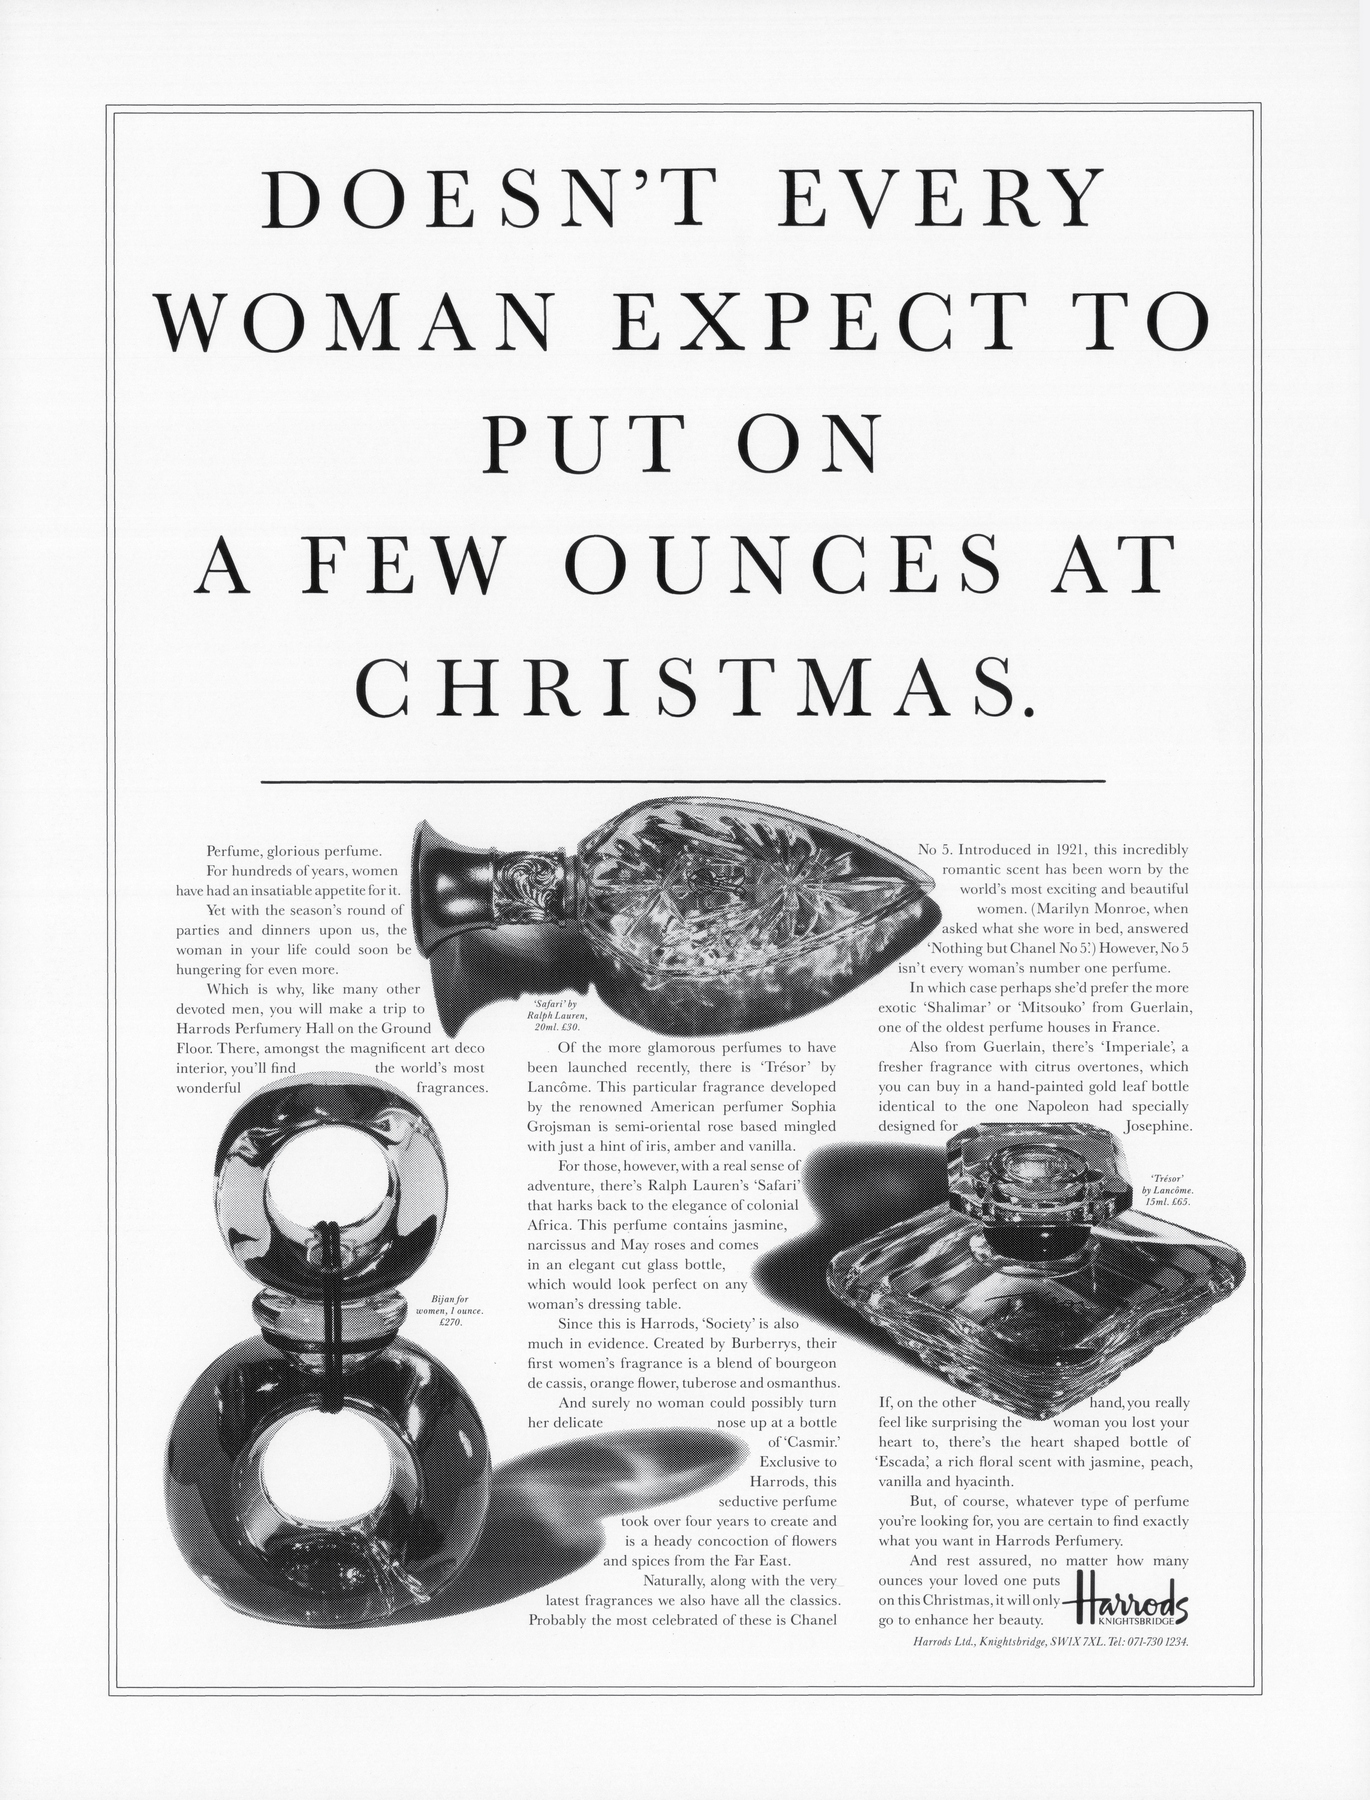 DOESN'T EVERY
WOMAN EXPECT TO
PUT ON
A FEW OUNCES AT
CHRISTMAS.
Perfume, glorious perfume.
For hundreds of years, women
have had an insatiable appetite for it.
Yet with the season's round of
parties and dinners upon us, the
woman in your life could soon be
hungering for even more.
Which is why, like many other
devoted men, you will make a trip to
Harrods Perfumery Hall on the Ground
Floor. There, amongst the magnificent art deco
interior, you'll find the world's most
wonderful fragrances.
Bijan for
women, 1 ounce.
£270.
'Safari' by
Ralph Lauren,
20ml. £30.
Of the more glamorous perfumes to have
been launched recently, there is 'Trésor' by
Lancôme. This particular fragrance developed
by the renowned American perfumer Sophia
Grojsman is semi-oriental rose based mingled
with just a hint of iris, amber and vanilla.
For those, however, with a real sense of
adventure, there's Ralph Lauren's 'Safari'
that harks back to the elegance of colonial
Africa. This perfume contains jasmine,
narcissus and May roses and comes
in an elegant cut glass bottle,
which would look perfect on any
woman's dressing table.
Since this is Harrods, 'Society' is also
much in evidence. Created by Burberrys, their
first women's fragrance is a blend of bourgeon
de cassis, orange flower, tuberose and osmanthus.
And surely no woman could possibly turn
her delicate nose up at a bottle
of 'Casmir.'
Exclusive to
Harrods, this
seductive perfume
took over four years to create and
is a heady concoction of flowers
and spices from the Far East.
Naturally, along with the very
latest fragrances we also have all the classics.
Probably the most celebrated of these is Chanel
No 5. Introduced in 1921, this incredibly
romantic scent has been worn by the
world's most exciting and beautiful
women. (Marilyn Monroe, when
asked what she wore in bed, answered
'Nothing but Chanel No 5.') However, No 5
isn't every woman's number one perfume.
In which case perhaps she'd prefer the more
exotic 'Shalimar' or 'Mitsouko' from Guerlain,
one of the oldest perfume houses in France.
Also from Guerlain, there's 'Imperiale', a
fresher fragrance with citrus overtones, which
you can buy in a hand-painted gold leaf bottle
identical to the one Napoleon had specially
designed for Josephine.
'Trésor'
by Lancôme.
15ml. £65.
If, on the other hand, you really
feel like surprising the woman you lost your
heart to, there's the heart shaped bottle of
'Escada', a rich floral scent with jasmine, peach,
vanilla and hyacinth.
But, of course, whatever type of perfume
you're looking for, you are certain to find exactly
what you want in Harrods Perfumery.
And rest assured, no matter how many
ounces your loved one puts
on this Christmas, it will only
go to enhance her beauty.
Harrods
KNIGHTSBRIDGE
Harrods Ltd., Knightsbridge, SW1X 7XL. Tel: 071-730 1234.